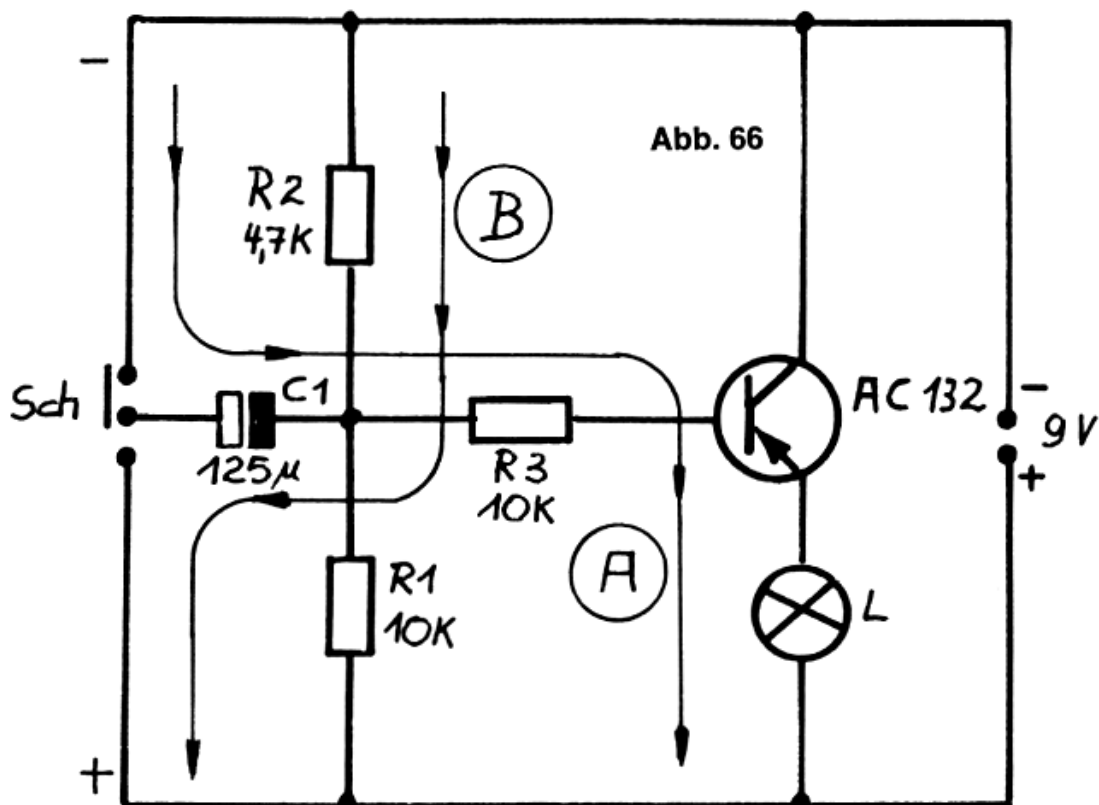 −
Abb. 66
R2
4,7K
B
Sch
C1
125µ
R3
10K
AC 132
−
9V
+
A
R1
10K
L
+